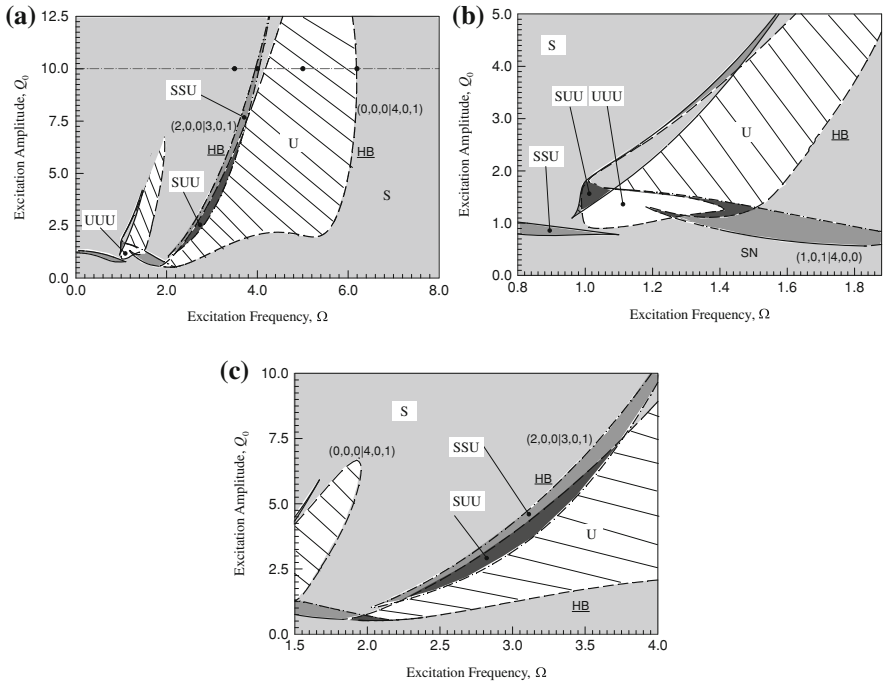 (a)
12.5
10.0
7.5
5.0
2.5
0.0
Excitation Amplitude, Q0
SSU
(2,0,0|3,0,1)
HB
SUU
UUU
U
(0,0,0|4,0,1)
HB
S
0.0 2.0 4.0 6.0 8.0
Excitation Frequency, Ω
(b)
5.0
4.0
3.0
2.0
1.0
0.0
Excitation Amplitude, Q0
S
SUU
UUU
SSU
U
HB
SN
(1,0,1|4,0,0)
0.8 1.0 1.2 1.4 1.6 1.8
Excitation Frequency, Ω
(c)
10.0
7.5
5.0
2.5
0.0
Excitation Amplitude, Q0
S
(0,0,0|4,0,1)
(2,0,0|3,0,1)
SSU
HB
SUU
U
HB
1.5 2.0 2.5 3.0 3.5 4.0
Excitation Frequency, Ω